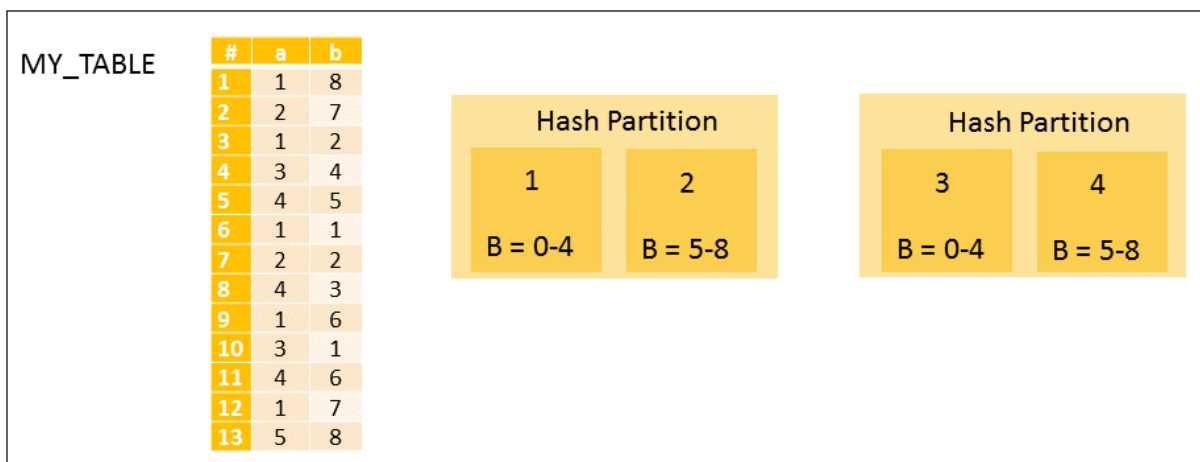 MY_TABLE
# a b
1 1 8
2 2 7
3 1 2
4 3 4
5 4 5
6 1 1
7 2 2
8 4 3
9 1 6
10 3 1
11 4 6
12 1 7
13 5 8
Hash Partition
1 2
B = 0-4 B = 5-8
Hash Partition
3 4
B = 0-4 B = 5-8